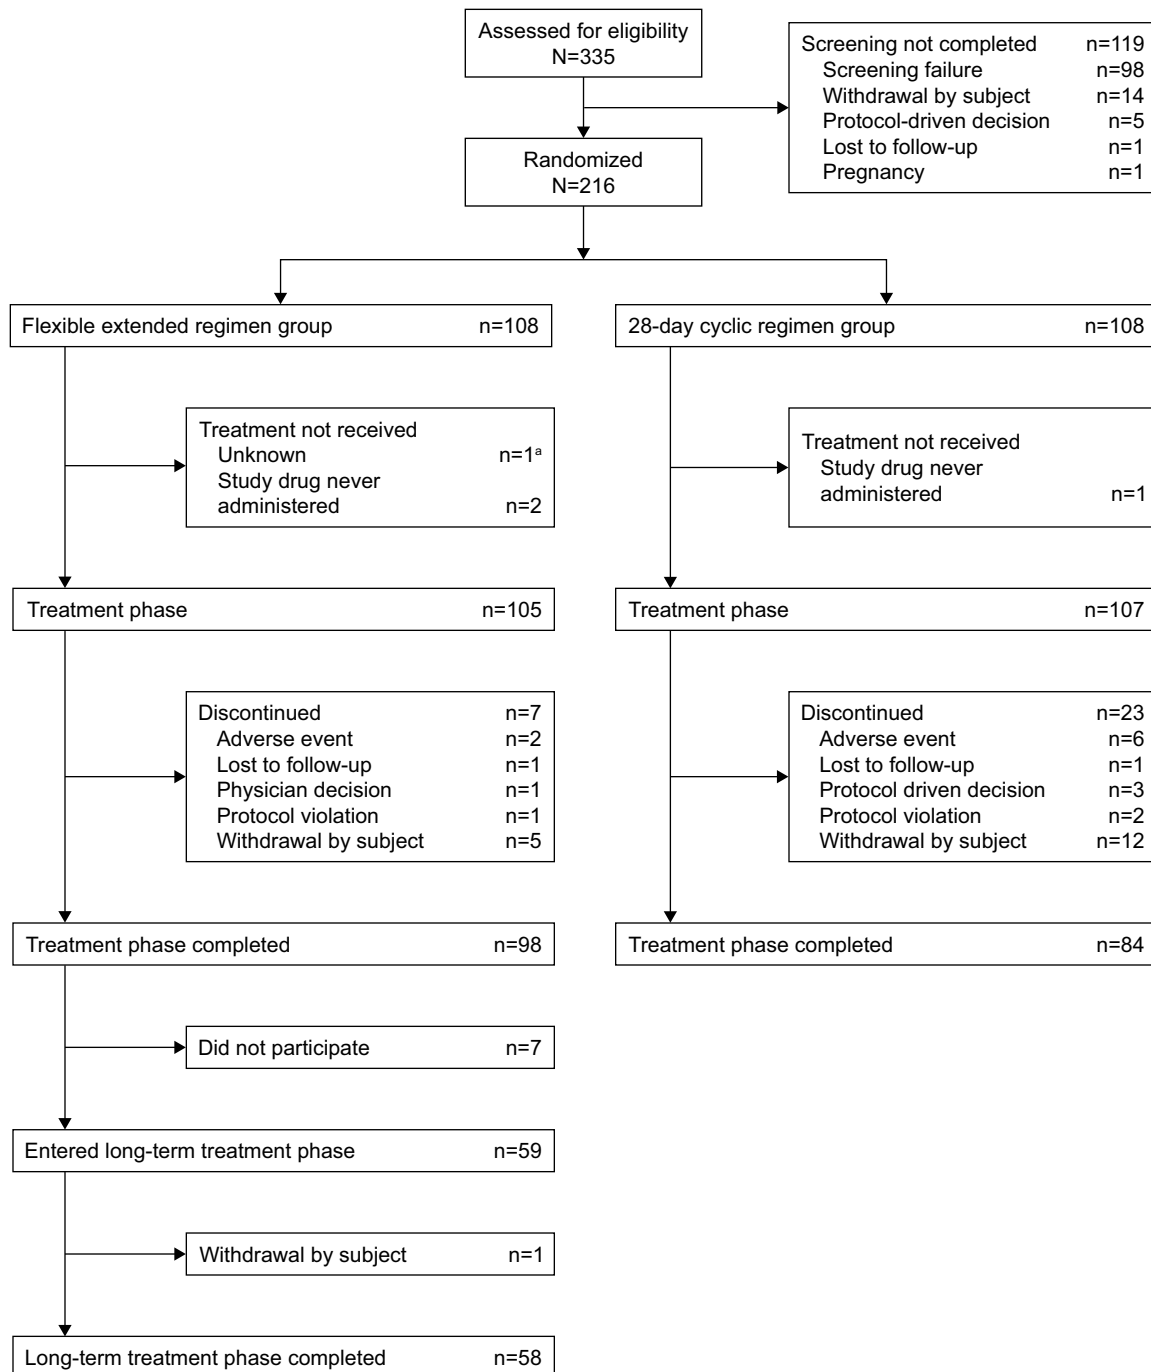 Assessed for eligibility
N=335
Screening not completed n=119
Screening failure n=98
Withdrawal by subject n=14
Protocol-driven decision n=5
Lost to follow-up n=1
Pregnancy n=1
Randomized
N=216
Flexible extended regimen group n=108
28-day cyclic regimen group n=108
Treatment not received
Unknown n=1ᵃ
Study drug never
administered n=2
Treatment not received
Study drug never
administered n=1
Treatment phase n=105
Treatment phase n=107
Discontinued n=7
Adverse event n=2
Lost to follow-up n=1
Physician decision n=1
Protocol violation n=1
Withdrawal by subject n=5
Discontinued n=23
Adverse event n=6
Lost to follow-up n=1
Protocol driven decision n=3
Protocol violation n=2
Withdrawal by subject n=12
Treatment phase completed n=98
Treatment phase completed n=84
Did not participate n=7
Entered long-term treatment phase n=59
Withdrawal by subject n=1
Long-term treatment phase completed n=58